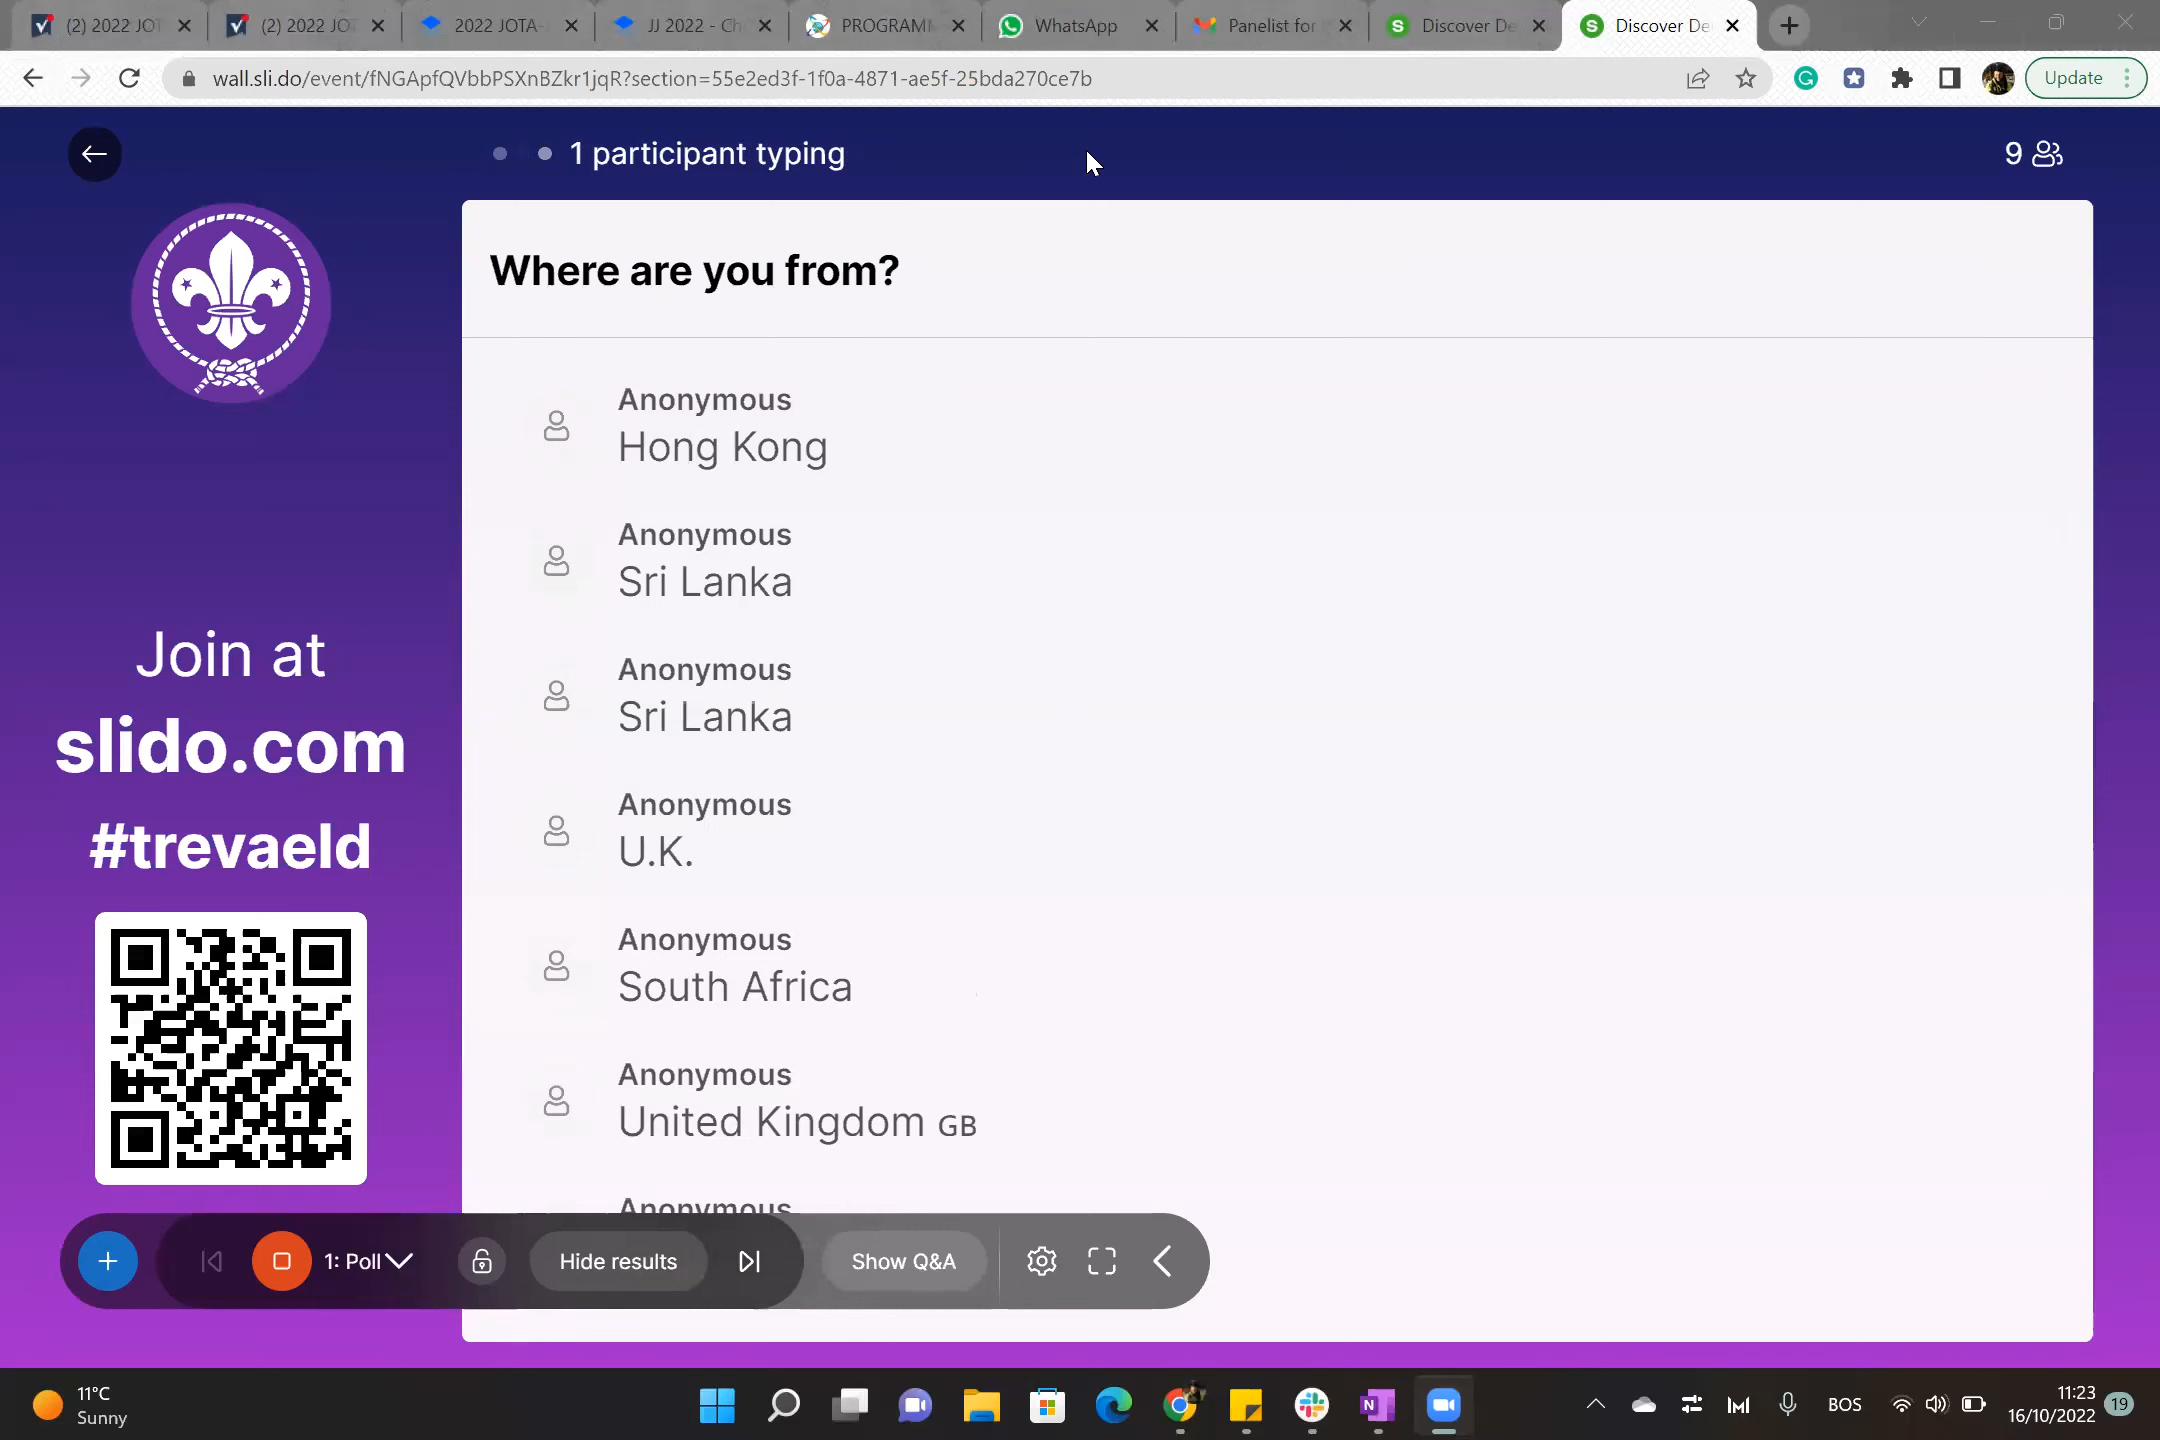 (2) 2022 JOT
(2) 2022 JO
2022 JOTA-
JJ 2022 - Ch
PROGRAM
WhatsApp
Panelist for
Discover De
Discover De
wall.sli.do/event/fNGApfQVbbPSXnBZkr1jqR?section=55e2ed3f-1f0a-4871-ae5f-25bda270ce7b
Update
1 participant typing
9
Where are you from?
Anonymous
Hong Kong
Anonymous
Sri Lanka
Anonymous
Sri Lanka
Anonymous
U.K.
Anonymous
South Africa
Anonymous
United Kingdom GB
Anonymous
Join at
slido.com
#trevaeld
1: Poll
Hide results
Show Q&A
11°C
Sunny
BOS
11:23
16/10/2022
19